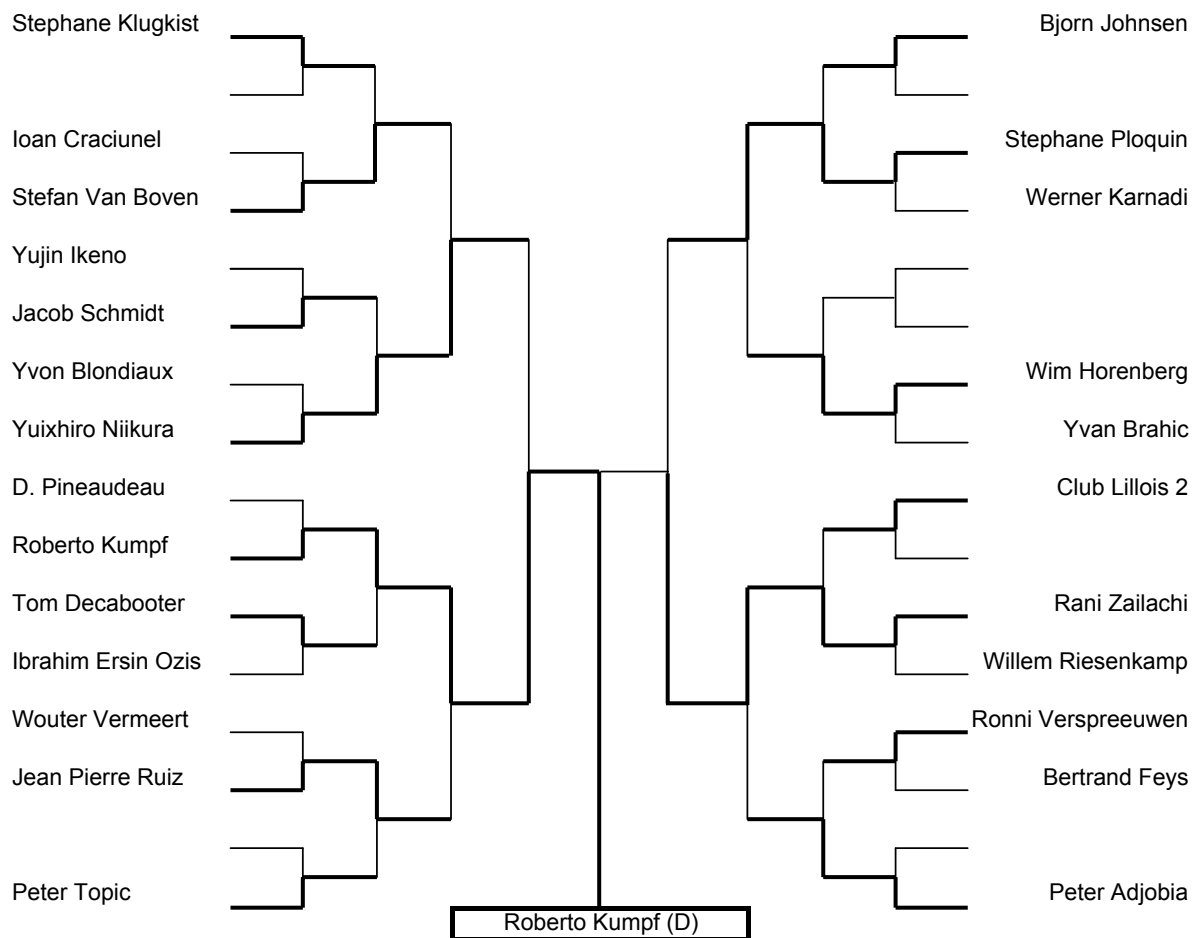 Stephane Klugkist
Ioan Craciunel
Stefan Van Boven
Yujin Ikeno
Jacob Schmidt
Yvon Blondiaux
Yuixhiro Niikura
D. Pineaudeau
Roberto Kumpf
Tom Decabooter
Ibrahim Ersin Ozis
Wouter Vermeert
Jean Pierre Ruiz
Peter Topic
Bjorn Johnsen
Stephane Ploquin
Werner Karnadi
Wim Horenberg
Yvan Brahic
Club Lillois 2
Rani Zailachi
Willem Riesenkamp
Ronni Verspreeuwen
Bertrand Feys
Peter Adjobia
Roberto Kumpf (D)